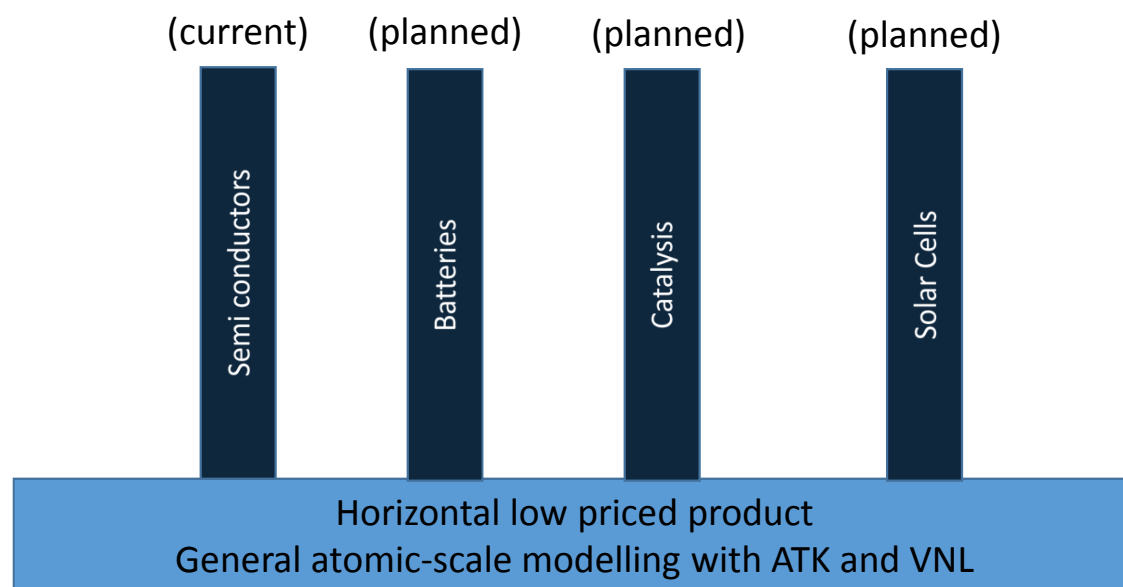 (current) (planned) (planned) (planned)
Semi conductors
Batteries
Catalysis
Solar Cells
Horizontal low priced product
General atomic-scale modelling with ATK and VNL